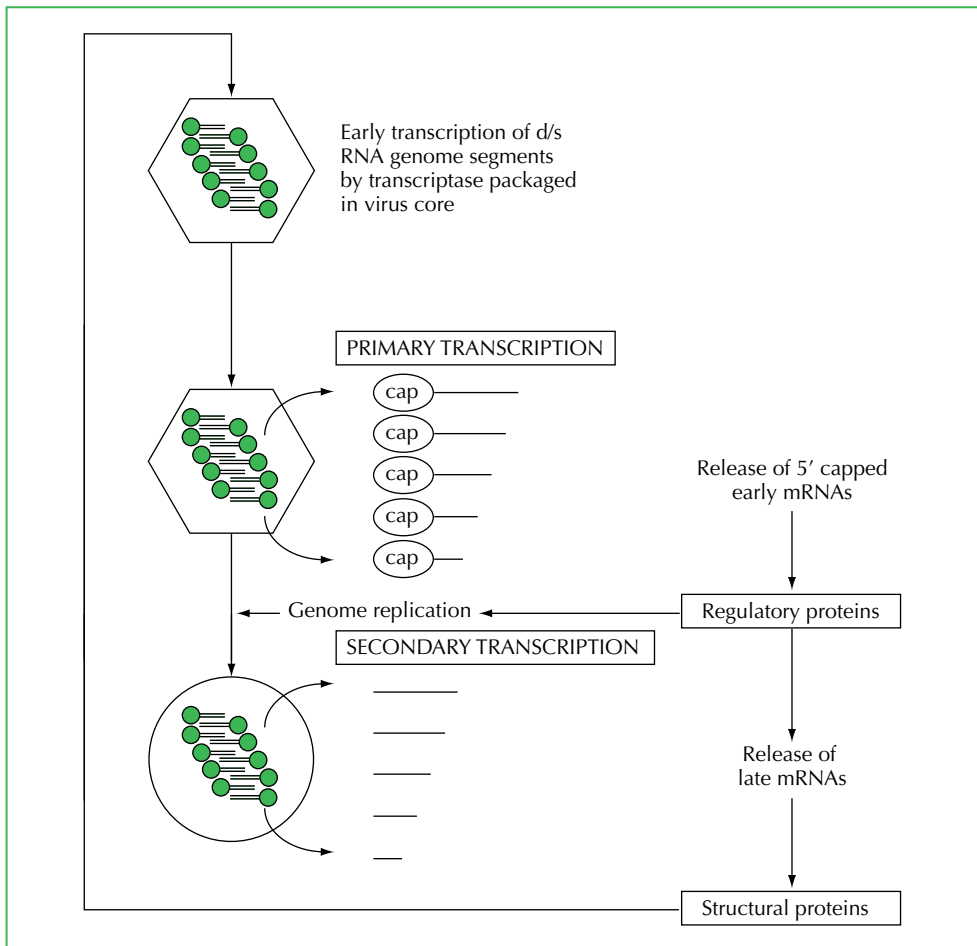 Early transcription of d/s
RNA genome segments
by transcriptase packaged
in virus core
PRIMARY TRANSCRIPTION
cap
cap
cap
cap
cap
Release of 5’ capped
early mRNAs
Genome replication
Regulatory proteins
SECONDARY TRANSCRIPTION
Release of
late mRNAs
Structural proteins